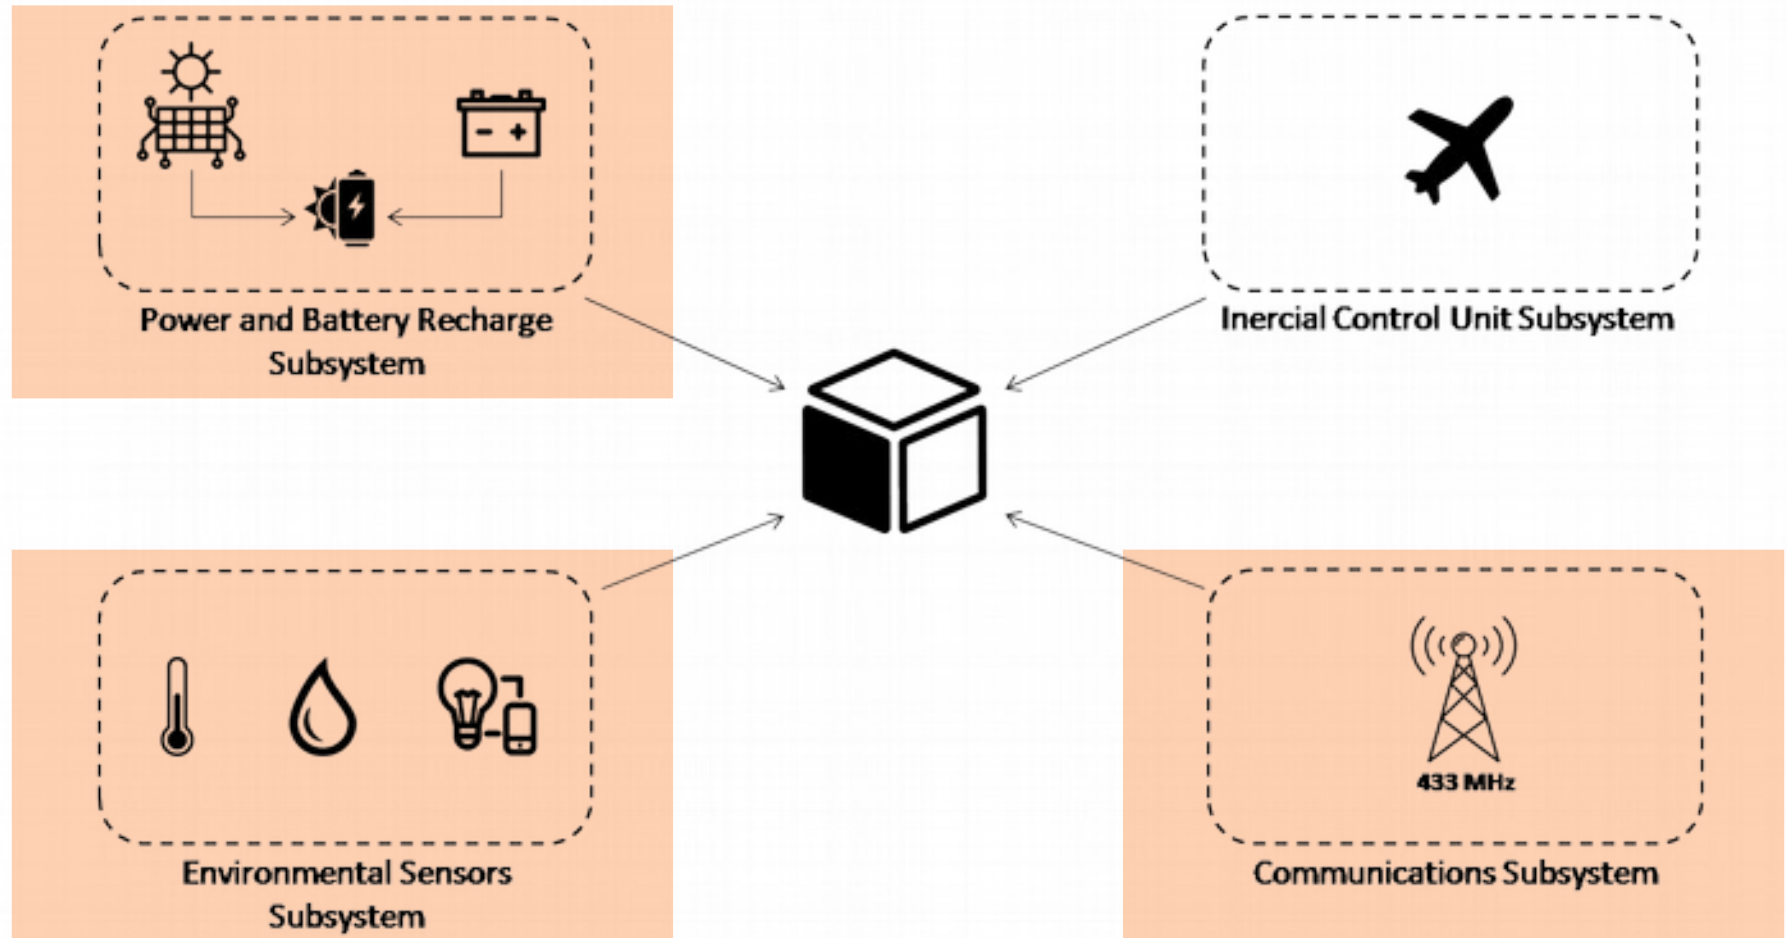 Power and Battery Recharge
Subsystem
Inercial Control Unit Subsystem
433 MHz
Environmental Sensors
Subsystem
Communications Subsystem